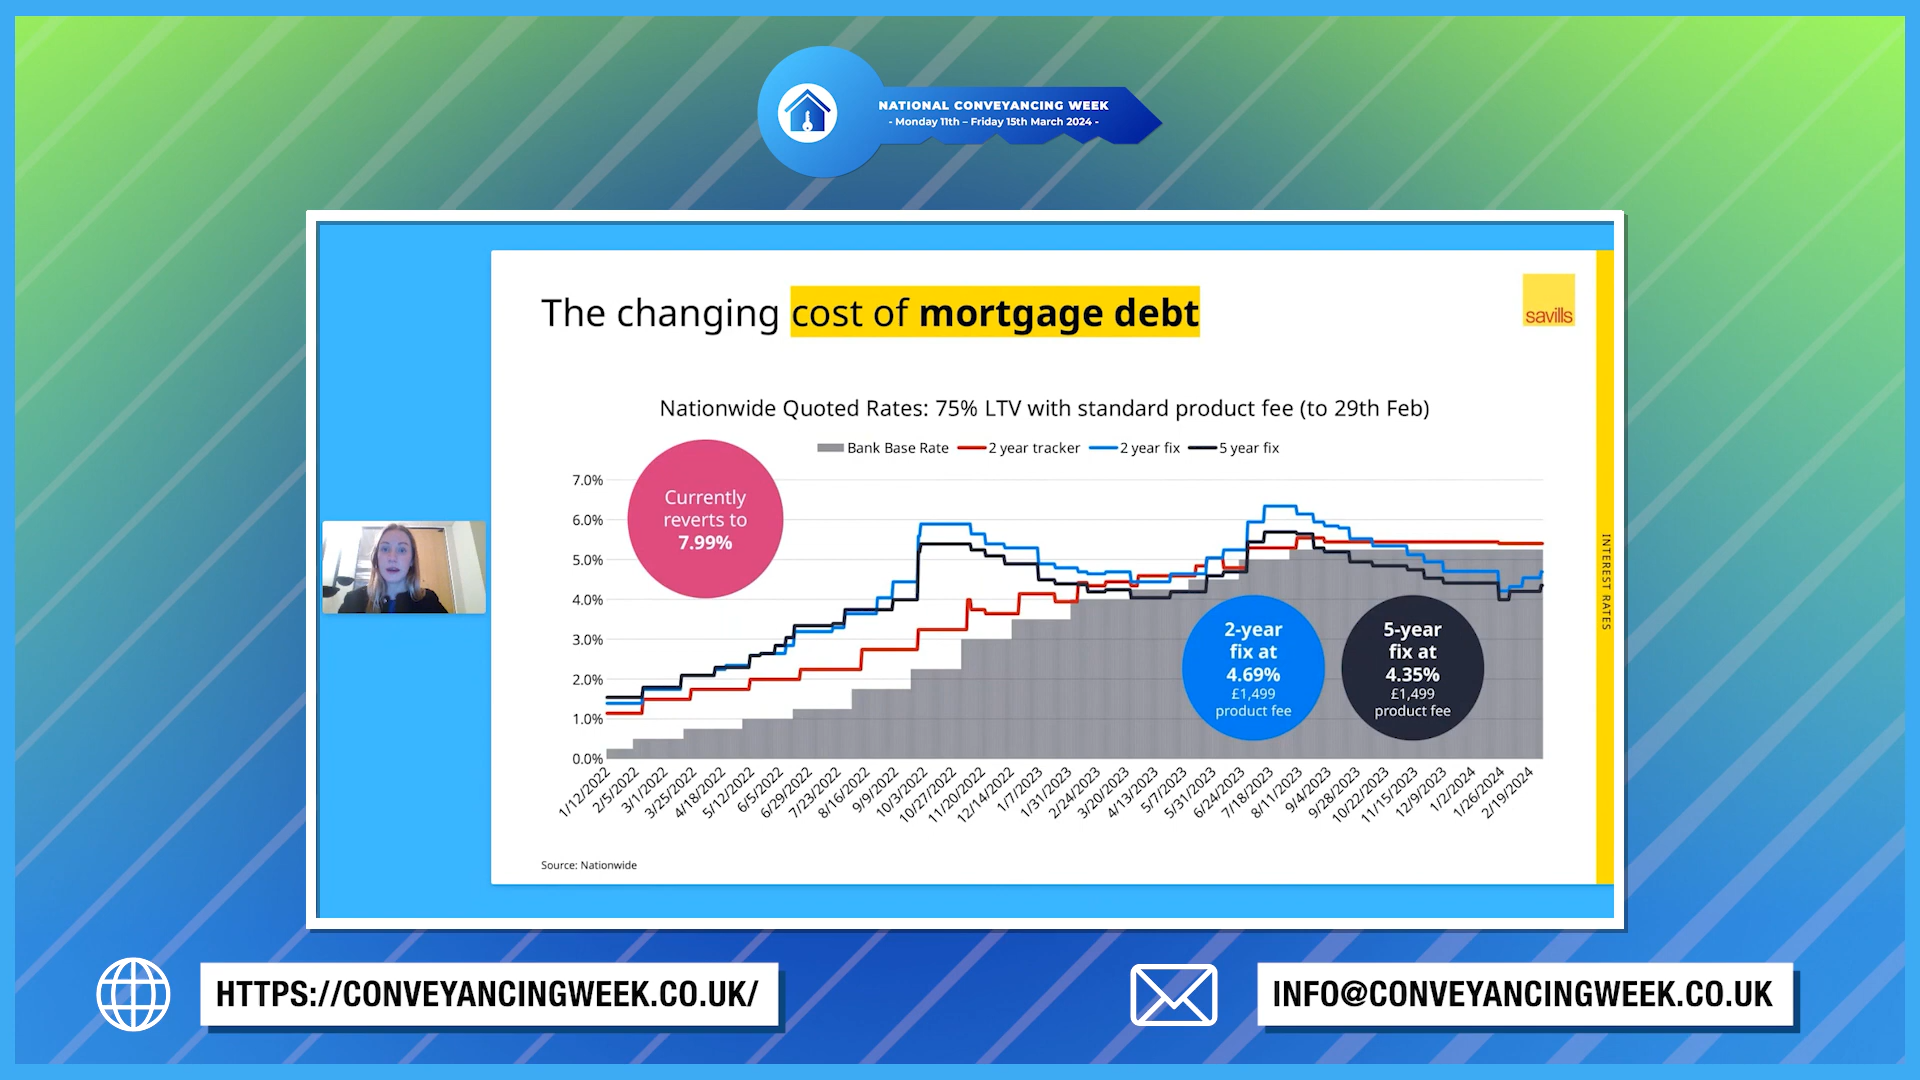 NATIONAL CONVEYANCING WEEK
- Monday 11th – Friday 15th March 2024 -
The changing cost of mortgage debt
savills
Nationwide Quoted Rates: 75% LTV with standard product fee (to 29th Feb)
Bank Base Rate 2 year tracker 2 year fix 5 year fix
Currently
reverts to
7.99%
7.0%
6.0%
5.0%
4.0%
3.0%
2.0%
1.0%
0.0%
2-year
fix at
4.69%
£1,499
product fee
5-year
fix at
4.35%
£1,499
product fee
INTEREST RATES
1/12/2022 2/5/2022 3/1/2022 3/25/2022 4/18/2022 5/12/2022 6/5/2022 6/29/2022 7/23/2022 8/16/2022 9/9/2022 10/3/2022 10/27/2022 11/20/2022 12/14/2022 1/7/2023 1/31/2023 2/24/2023 3/20/2023 4/13/2023 5/7/2023 5/31/2023 6/24/2023 7/18/2023 8/11/2023 9/4/2023 9/28/2023 10/22/2023 11/15/2023 12/9/2023 1/2/2024 1/26/2024 2/19/2024
Source: Nationwide
HTTPS://CONVEYANCINGWEEK.CO.UK/
INFO@CONVEYANCINGWEEK.CO.UK